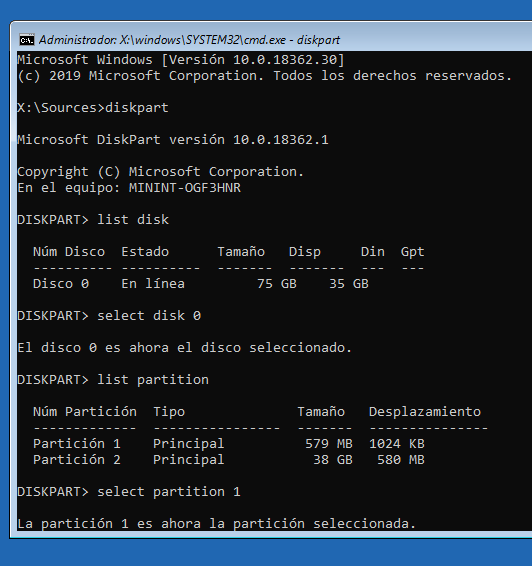 Administrador: X:\windows\SYSTEM32\cmd.exe - diskpart
Microsoft Windows [Versión 10.0.18362.30]
(c) 2019 Microsoft Corporation. Todos los derechos reservados.
X:\Sources>diskpart
Microsoft DiskPart versión 10.0.18362.1
Copyright (C) Microsoft Corporation.
En el equipo: MININT-OGF3HNR
DISKPART> list disk
Núm Disco  Estado      Tamaño   Disp     Din  Gpt
---------- ----------  -------  -------  ---  ---
Disco 0    En línea        75 GB    35 GB
DISKPART> select disk 0
El disco 0 es ahora el disco seleccionado.
DISKPART> list partition
Núm Partición  Tipo              Tamaño   Desplazamiento
-------------  ----------------  -------  ---------------
Partición 1    Principal          579 MB  1024 KB
Partición 2    Principal           38 GB   580 MB
DISKPART> select partition 1
La partición 1 es ahora la partición seleccionada.